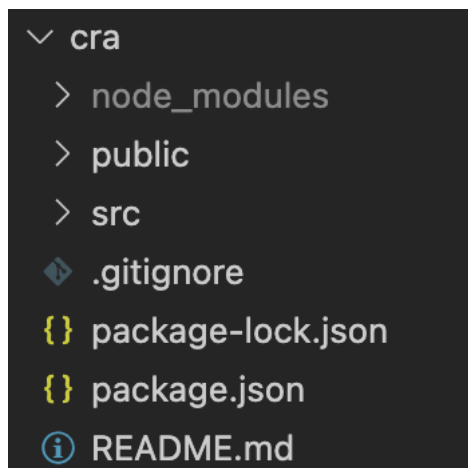 cra
node_modules
public
src
.gitignore
{} package-lock.json
{} package.json
README.md